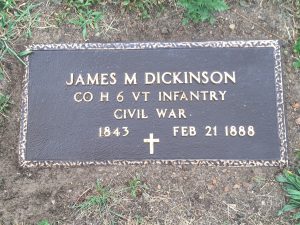 JAMES M DICKINSON
CO H 6 VT INFANTRY
CIVIL WAR
1843 FEB 21 1888